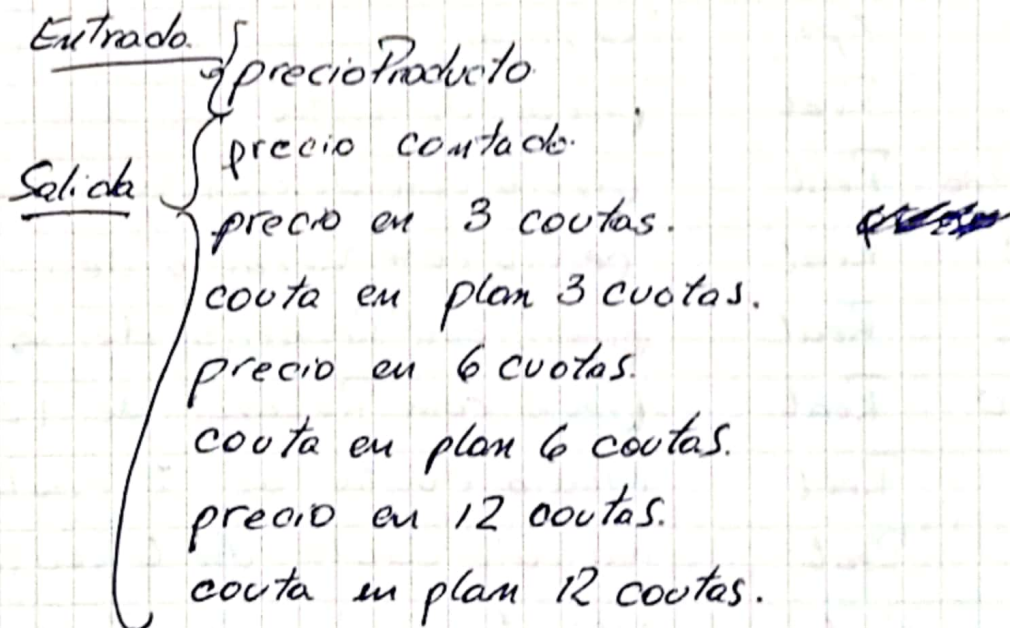 Entrada
precioProducto.
precio contado.
Salida
precio en 3 coutas.
couta en plan 3 cuotas.
precio en 6 cuotas.
couta en plan 6 coutas.
precio en 12 coutas.
couta en plan 12 coutas.